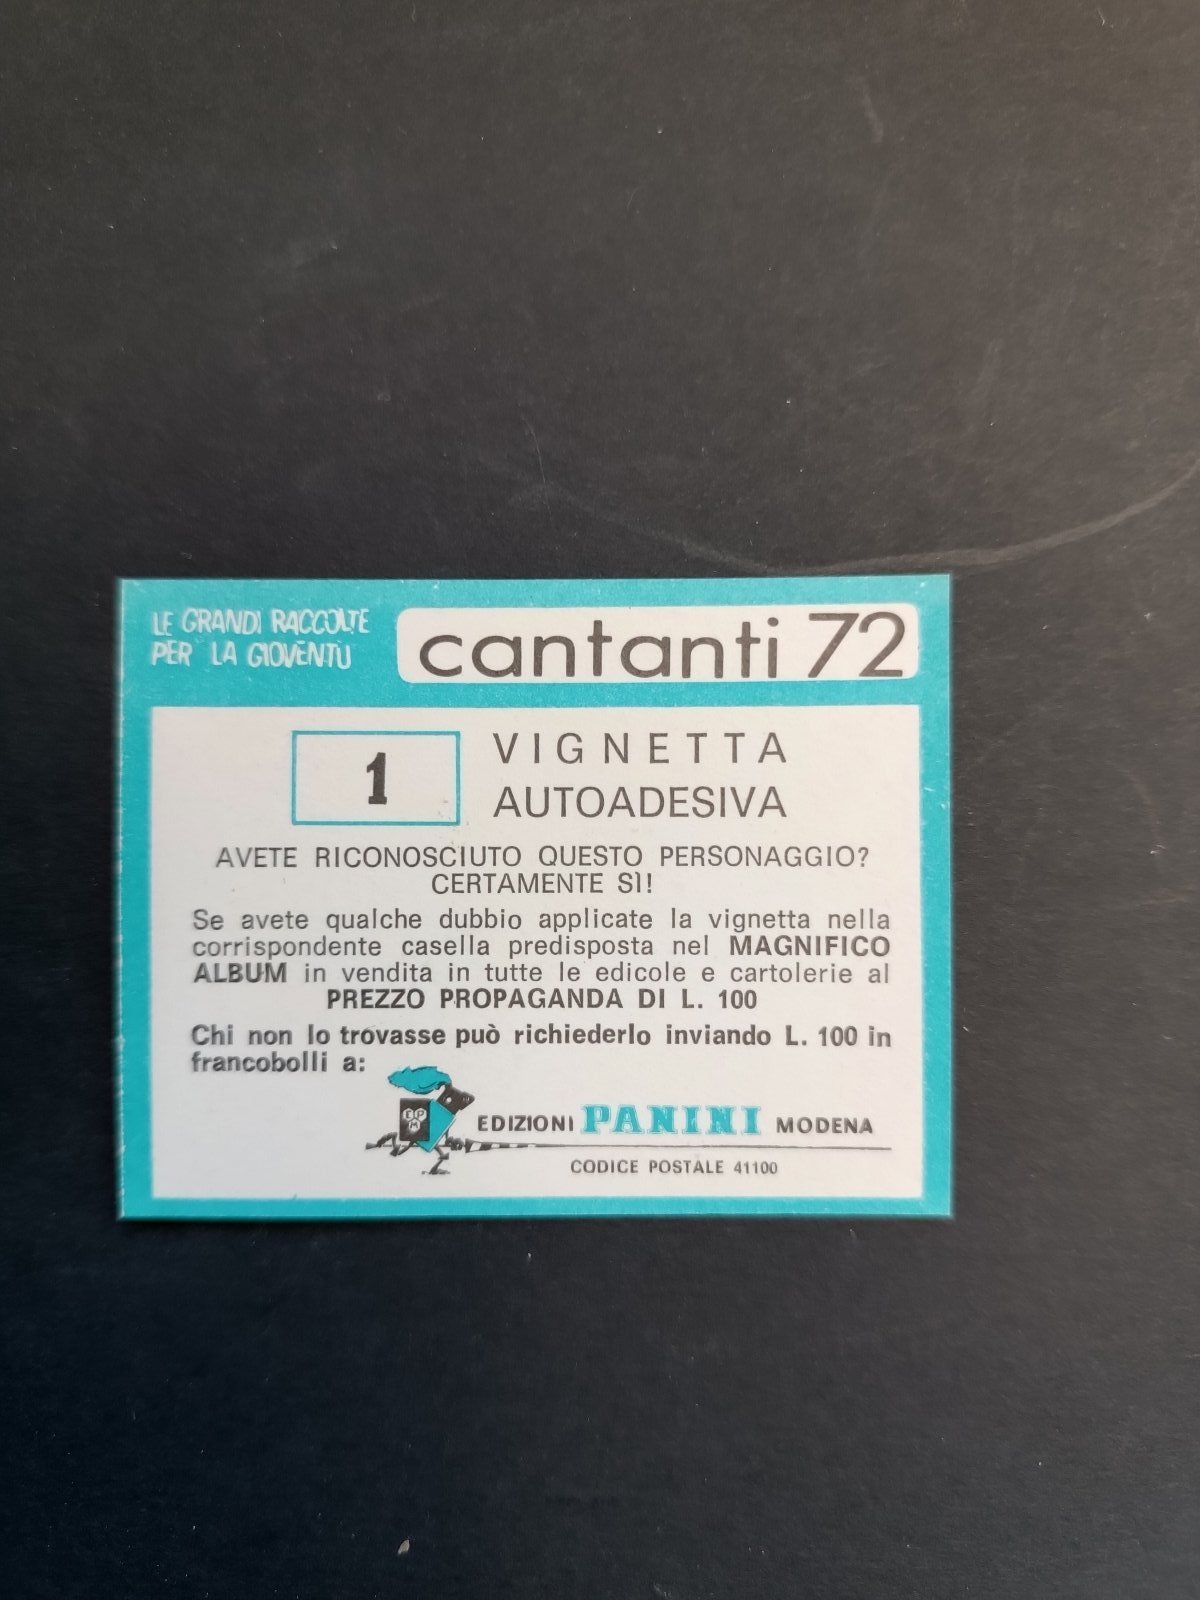 LE GRANDI RACCOLTE
PER LA GIOVENTÙ
cantanti 72
1
VIGNETTA
AUTOADESIVA
AVETE RICONOSCIUTO QUESTO PERSONAGGIO?
CERTAMENTE SÌ!
Se avete qualche dubbio applicate la vignetta nella
corrispondente casella predisposta nel MAGNIFICO
ALBUM in vendita in tutte le edicole e cartolerie al
PREZZO PROPAGANDA DI L. 100
Chi non lo trovasse può richiederlo inviando L. 100 in
francobolli a:
EPM
EDIZIONI PANINI MODENA
CODICE POSTALE 41100